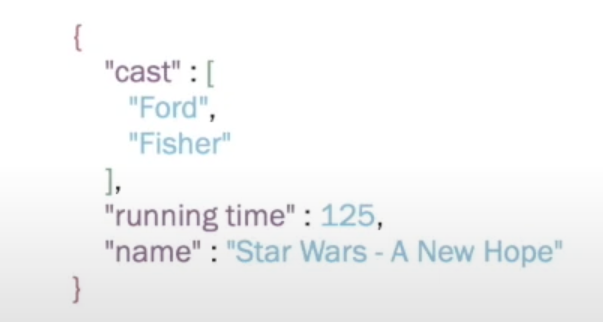 {
"cast" : [
"Ford",
"Fisher"
],
"running time" : 125,
"name" : "Star Wars - A New Hope"
}